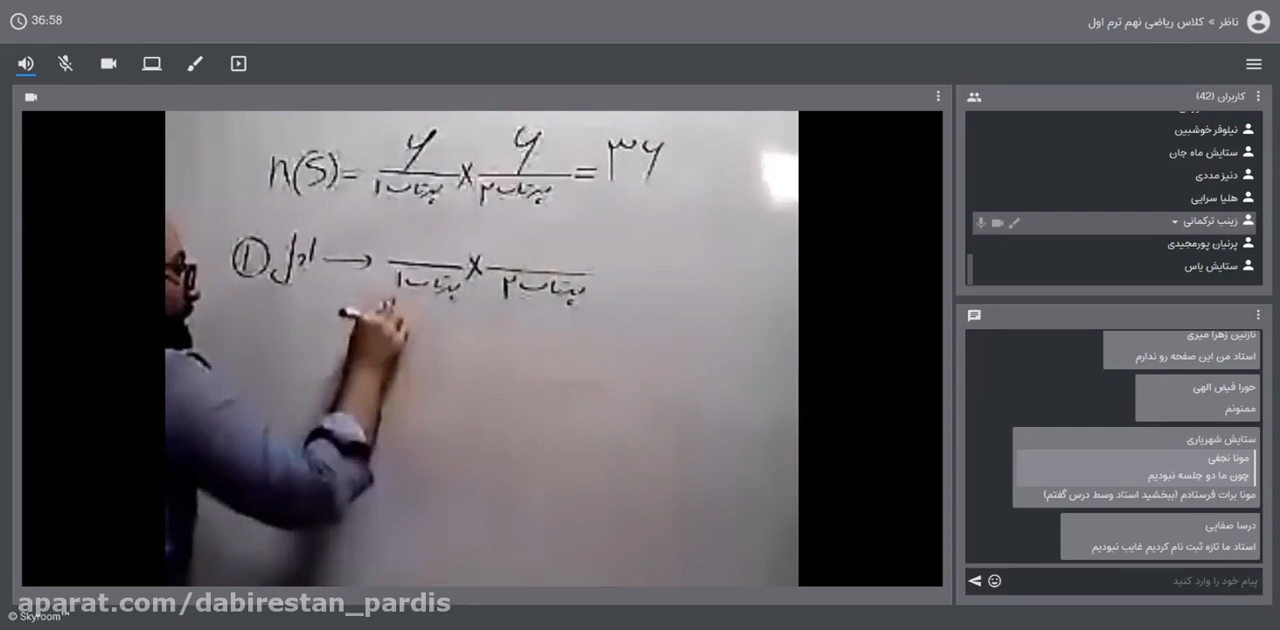 36:58
ناظر » کلاس ریاضی نهم ترم اول
کاربران (42)
نیلوفر خوشبین
ستایش ماه جان
دنیز مددی
هلیا سرایی
زینب ترکمانی
پرنیان پورمجیدی
ستایش یاس
n(S)= ۶ × ۶ = ۳۶
پرتاب ۱ پرتاب ۲
① اول → ×
پرتاب ۱ پرتاب ۲
نازنین زهرا میری
استاد من این صفحه رو ندارم
حورا فیض الهی
ممنونم
ستایش شهریاری
مونا نجفی
چون ما دو جلسه نبودیم
مونا برات فرستادم (ببخشید استاد وسط درس گفتم)
درسا صفایی
استاد ما تازه ثبت نام کردیم غایب نبودیم
پیام خود را وارد کنید
aparat.com/dabirestan_pardis
© Skyroom™